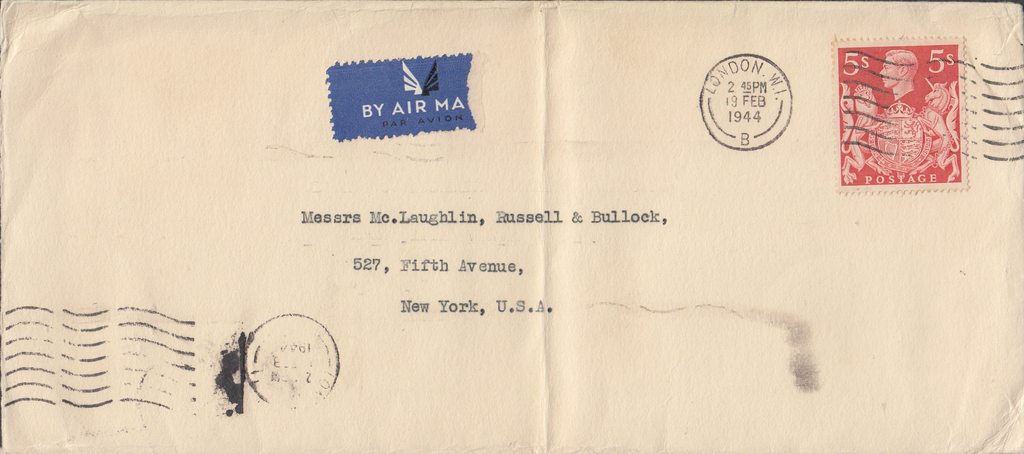 BY AIR MA
PAR AVION
LONDON. W.1.
2 45PM
19 FEB
1944
B
5S 5S
POSTAGE
Messrs Mc.Laughlin, Russell & Bullock,
527, Fifth Avenue,
New York, U.S.A.
1944